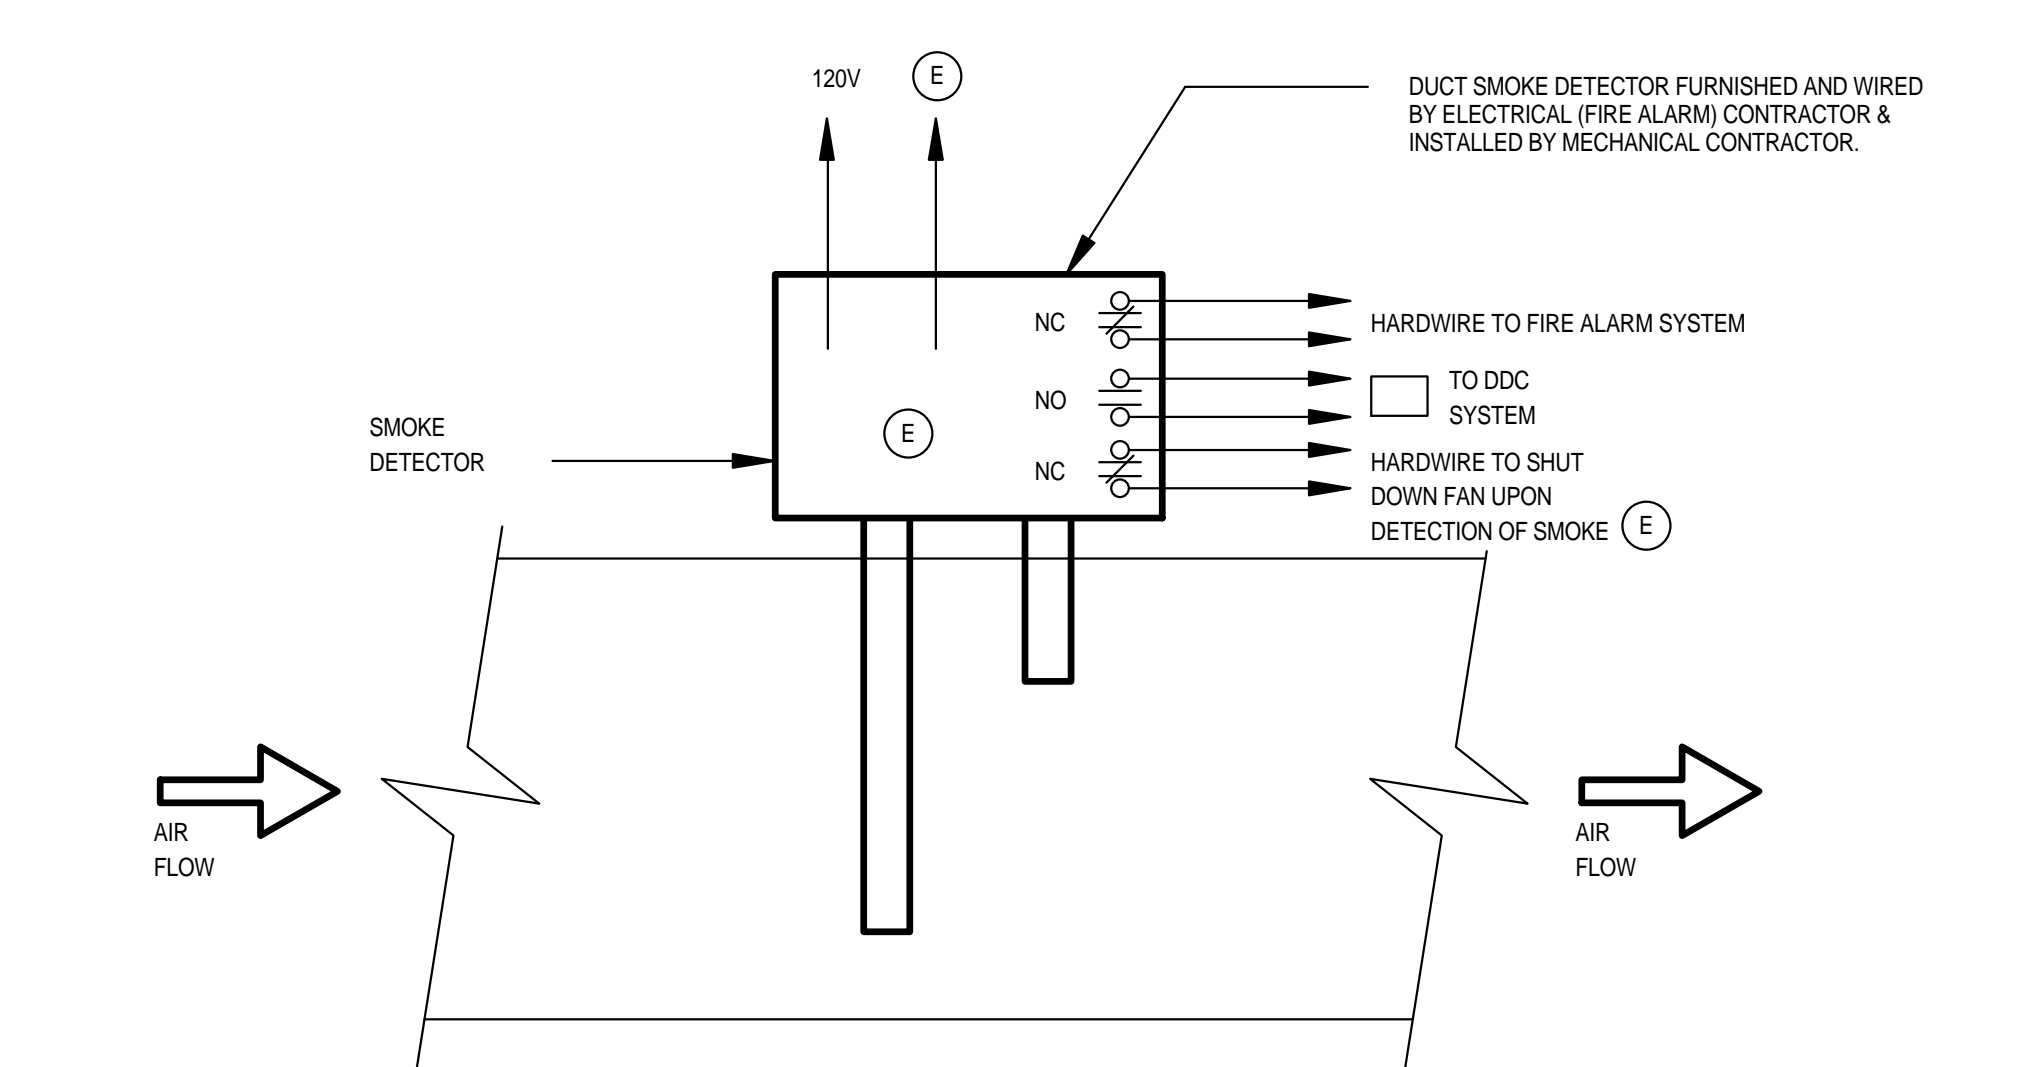 120V
E
DUCT SMOKE DETECTOR FURNISHED AND WIRED
BY ELECTRICAL (FIRE ALARM) CONTRACTOR &
INSTALLED BY MECHANICAL CONTRACTOR.
NC
HARDWIRE TO FIRE ALARM SYSTEM
NO
TO DDC
SYSTEM
SMOKE
DETECTOR
E
NC
HARDWIRE TO SHUT
DOWN FAN UPON
DETECTION OF SMOKE
E
AIR
FLOW
AIR
FLOW